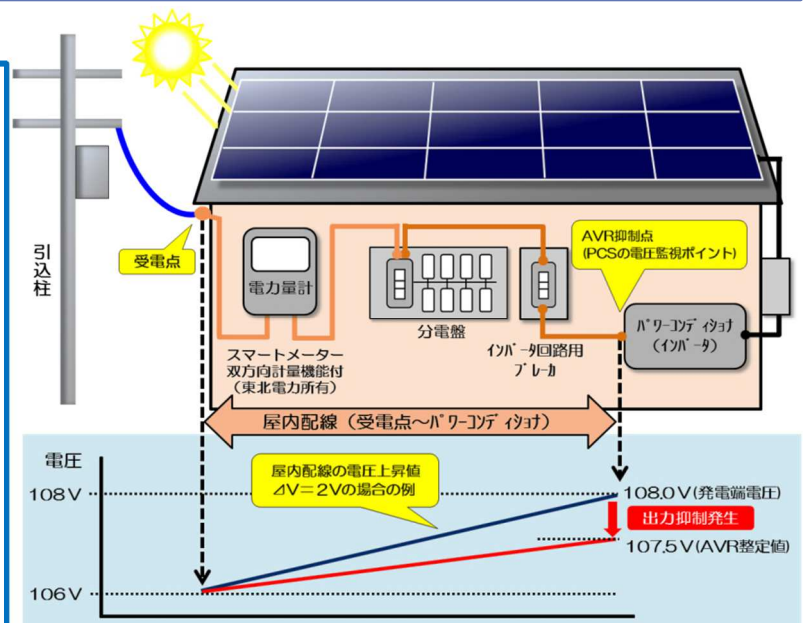 引込柱
受電点
電力量計
スマートメーター
双方向計量機能付
(東北電力所有)
分電盤
インバータ回路用
ブレーカ
AVR抑制点
(PCSの電圧監視ポイント)
パワーコンディショナ
(インバータ)
屋内配線(受電点~パワーコンディショナ)
電圧
108V
106V
屋内配線の電圧上昇値
⊿V=2Vの場合の例
108.0V(発電端電圧)
出力抑制発生
107.5V(AVR整定値)